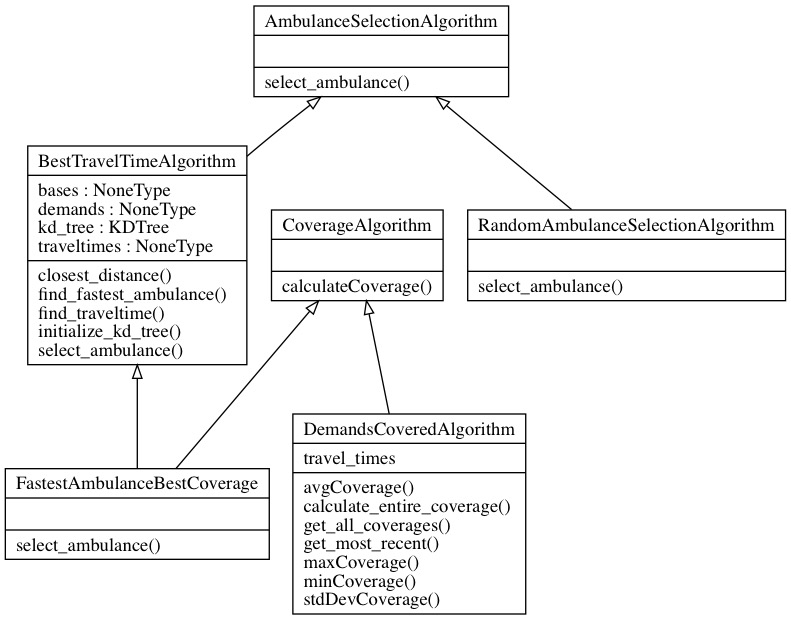 AmbulanceSelectionAlgorithm
select_ambulance()
BestTravelTimeAlgorithm
bases : NoneType
demands : NoneType
kd_tree : KDTree
traveltimes : NoneType
closest_distance()
find_fastest_ambulance()
find_traveltime()
initialize_kd_tree()
select_ambulance()
CoverageAlgorithm
calculateCoverage()
RandomAmbulanceSelectionAlgorithm
select_ambulance()
FastestAmbulanceBestCoverage
select_ambulance()
DemandsCoveredAlgorithm
travel_times
avgCoverage()
calculate_entire_coverage()
get_all_coverages()
get_most_recent()
maxCoverage()
minCoverage()
stdDevCoverage()